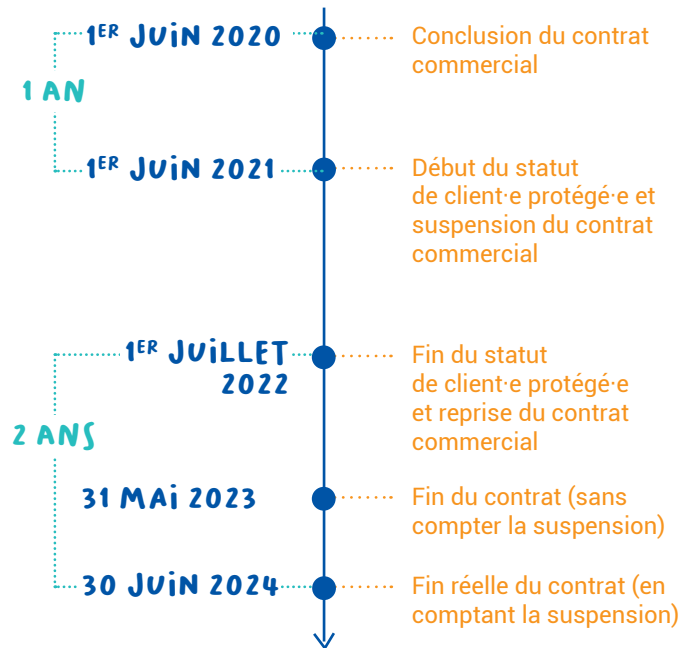 1ER JUiN 2020
Conclusion du contrat
commercial
1 AN
1ER JUiN 2021
Début du statut
de client·e protégé·e et
suspension du contrat
commercial
1ER JUiLLET
2022
Fin du statut
de client·e protégé·e
et reprise du contrat
commercial
2 ANS
31 MAi 2023
Fin du contrat (sans
compter la suspension)
30 JUiN 2024
Fin réelle du contrat (en
comptant la suspension)